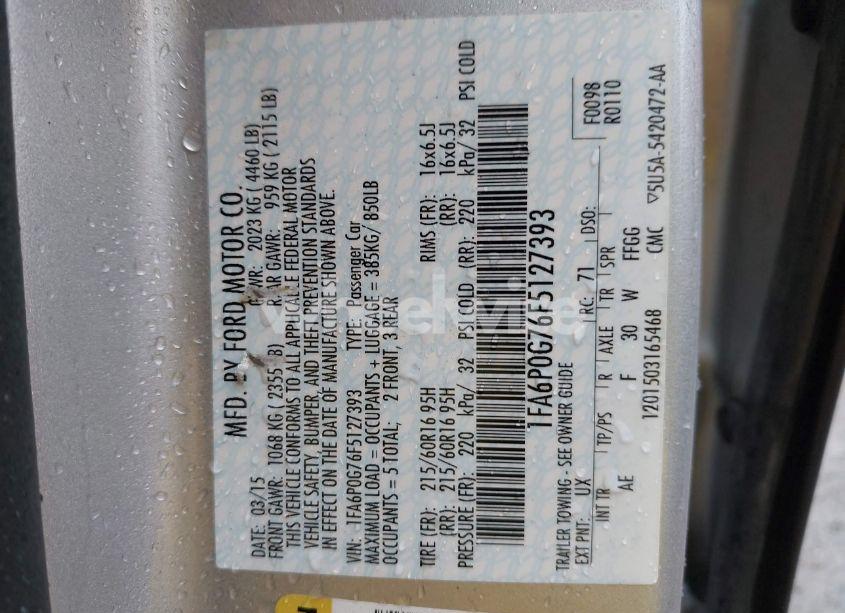 MFD. BY FORD MOTOR CO.
DATE: 03/15 GVWR: 2023 KG ( 4460 LB)
FRONT GAWR: 1068 KG ( 2355 LB) REAR GAWR: 959 KG ( 2115 LB)
THIS VEHICLE CONFORMS TO ALL APPLICABLE FEDERAL MOTOR
VEHICLE SAFETY, BUMPER, AND THEFT PREVENTION STANDARDS
IN EFFECT ON THE DATE OF MANUFACTURE SHOWN ABOVE.
VIN: 1FA6P0G76F5127393 TYPE: Passenger Car
MAXIMUM LOAD = OCCUPANTS + LUGGAGE = 385KG / 850LB
OCCUPANTS = 5 TOTAL; 2 FRONT, 3 REAR
TIRE (FR): 215/60R16 95H RIMS (FR): 16x6.5J
(RR): 215/60R16 95H (RR): 16x6.5J
PRESSURE (FR): 220 kPa/ 32 PSI COLD (RR): 220 kPa/ 32 PSI COLD
1FA6P0G76F5127393
TRAILER TOWING - SEE OWNER GUIDE F0098
EXT PNT: UX RC: 71 DSO: R0110
INT TR TP/PS R AXLE TR SPR
AE F 30 W FFGG
1201503165468 CMC ▽5U5A-5420472-AA